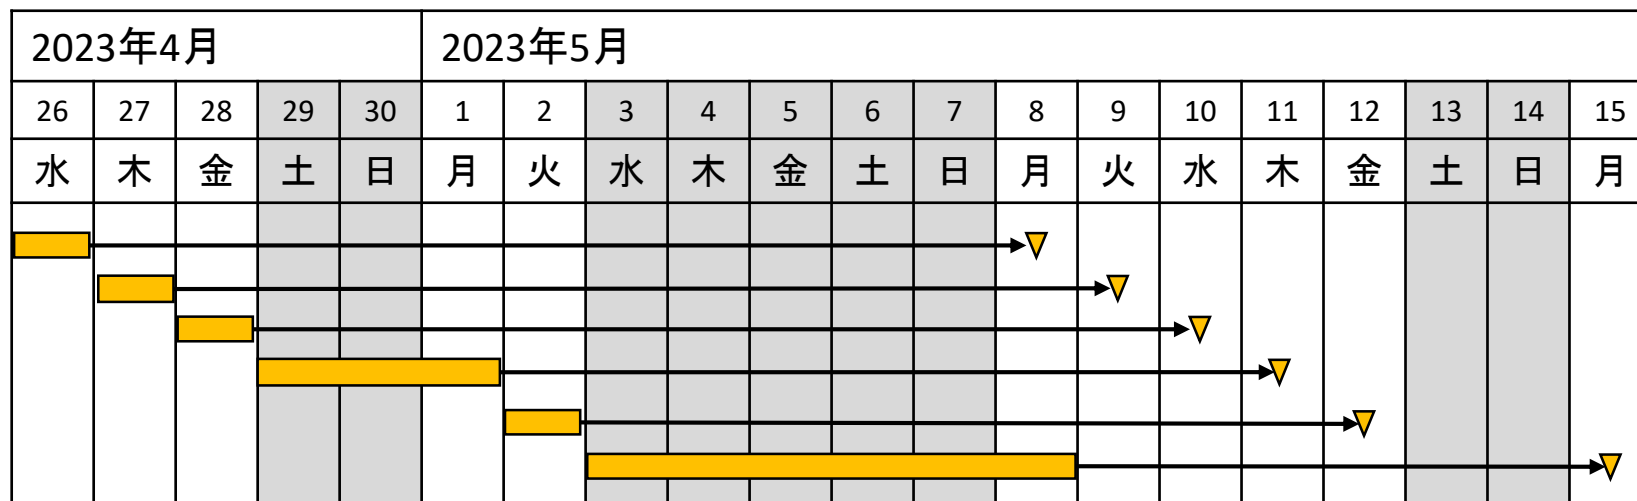 2023年4月 2023年5月
26 27 28 29 30 1 2 3 4 5 6 7 8 9 10 11 12 13 14 15
水 木 金 土 日 月 火 水 木 金 土 日 月 火 水 木 金 土 日 月